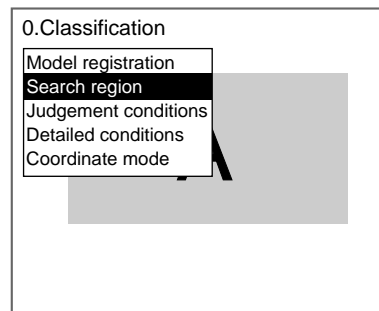 0.Classification
Model registration
Search region
Judgement conditions
Detailed conditions
Coordinate mode
A